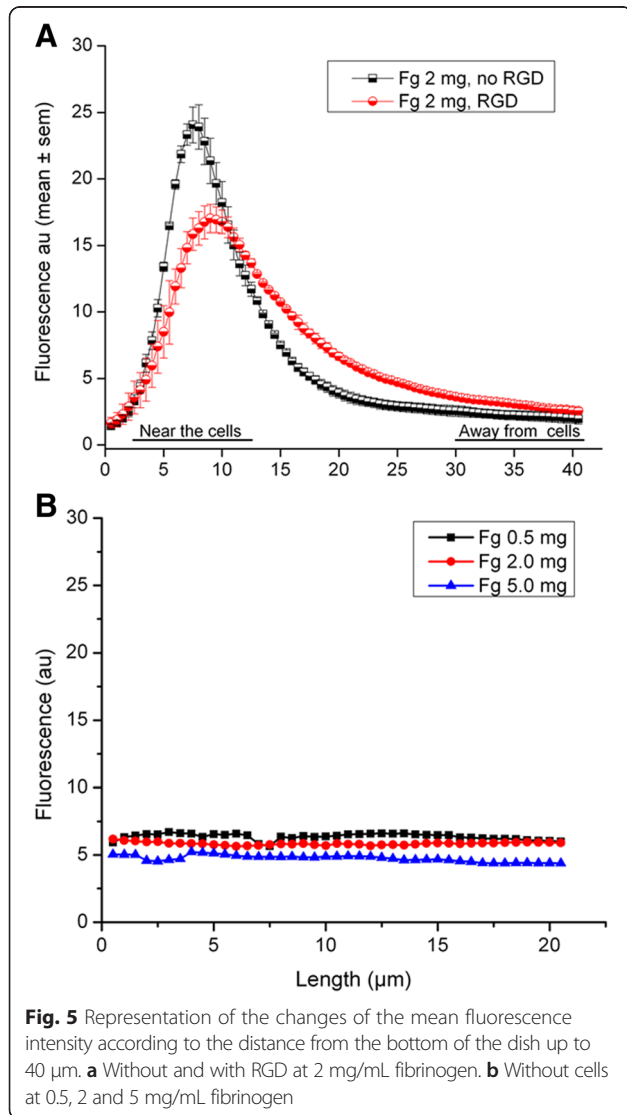 A
30
25
20
15
10
5
0
Fluorescence au (mean ± sem)
Fg 2 mg, no RGD
Fg 2 mg, RGD
Near the cells
Away from cells
0 5 10 15 20 25 30 35 40
B
30
25
20
15
10
5
0
Fluorescence (au)
Fg 0.5 mg
Fg 2.0 mg
Fg 5.0 mg
0 5 10 15 20
Length (µm)
Fig. 5 Representation of the changes of the mean fluorescence
intensity according to the distance from the bottom of the dish up to
40 μm. a Without and with RGD at 2 mg/mL fibrinogen. b Without cells
at 0.5, 2 and 5 mg/mL fibrinogen